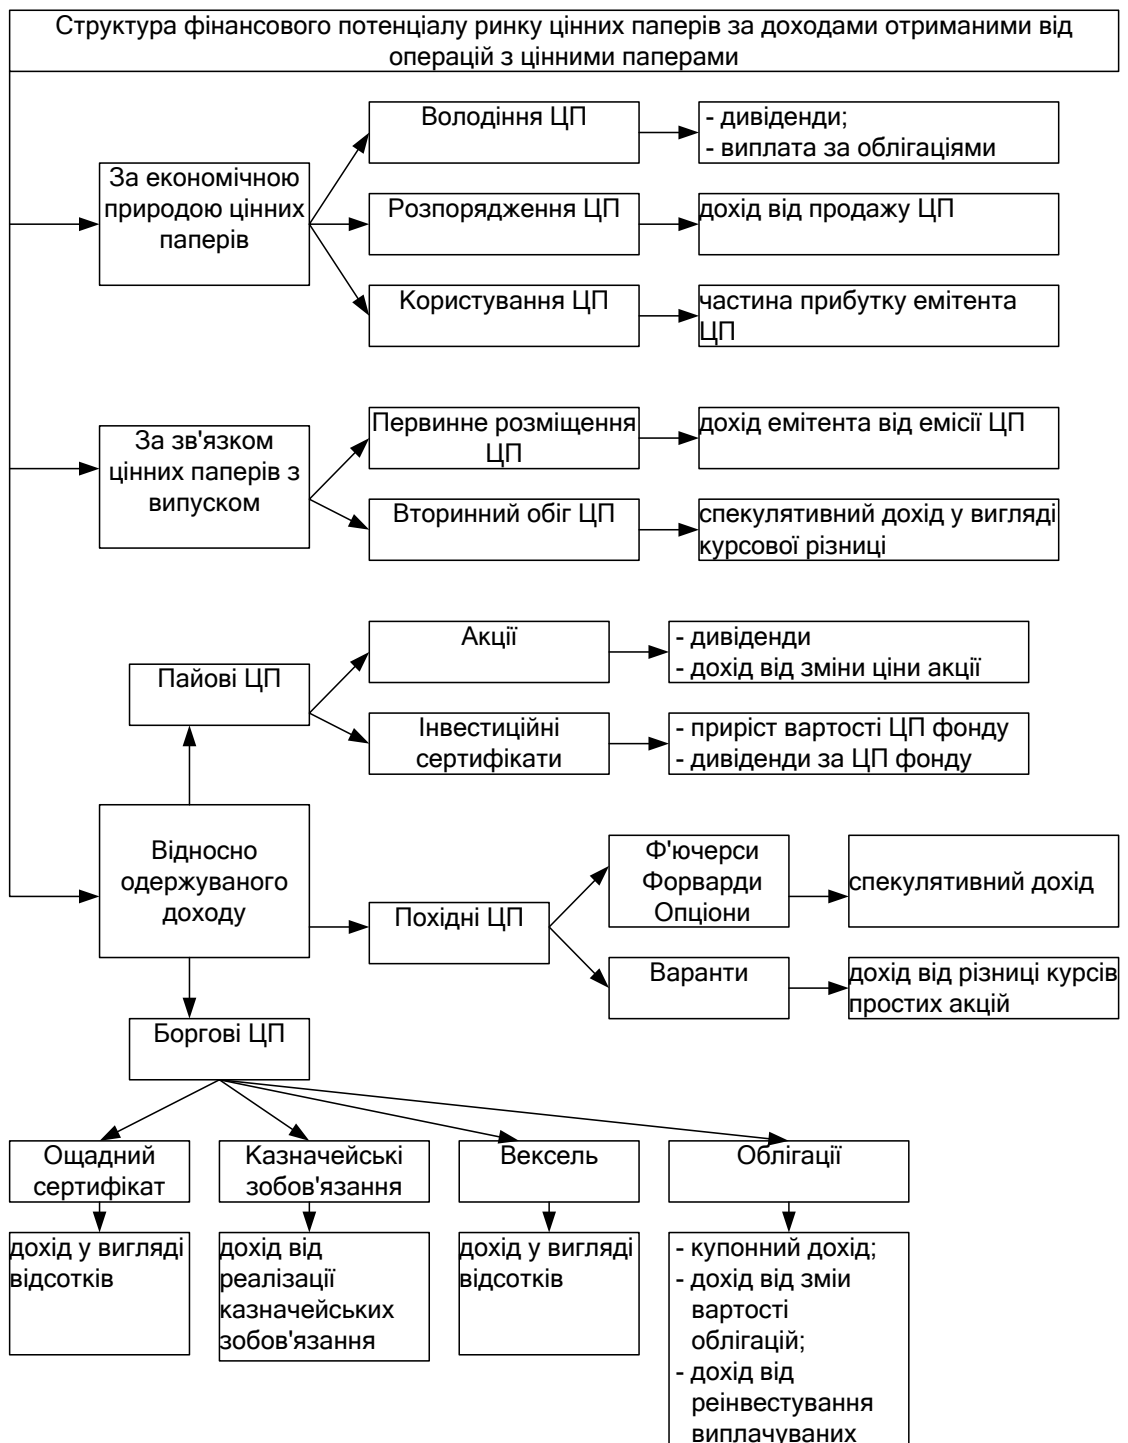 Структура фінансового потенціалу ринку цінних паперів за доходами отриманими від
операцій з цінними паперами
Володіння ЦП
- дивіденди;
- виплата за облігаціями
За економічною
природою цінних
паперів
Розпорядження ЦП
дохід від продажу ЦП
Користування ЦП
частина прибутку емітента
ЦП
Первинне розміщення
ЦП
дохід емітента від емісії ЦП
За зв'язком
цінних паперів з
випуском
Вторинний обіг ЦП
спекулятивний дохід у вигляді
курсової різниці
Акції
- дивіденди
- дохід від зміни ціни акції
Пайові ЦП
Інвестиційні
сертифікати
- приріст вартості ЦП фонду
- дивіденди за ЦП фонду
Відносно
одержуваного
доходу
Похідні ЦП
Ф'ючерси
Форварди
Опціони
спекулятивний дохід
Варанти
дохід від різниці курсів
простих акцій
Боргові ЦП
Ощадний
сертифікат
Казначейські
зобов'язання
Вексель
Облігації
дохід у вигляді
відсотків
дохід від
реалізації
казначейських
зобов'язання
дохід у вигляді
відсотків
- купонний дохід;
- дохід від зміи
вартості
облігацій;
- дохід від
реінвестування
виплачуваних